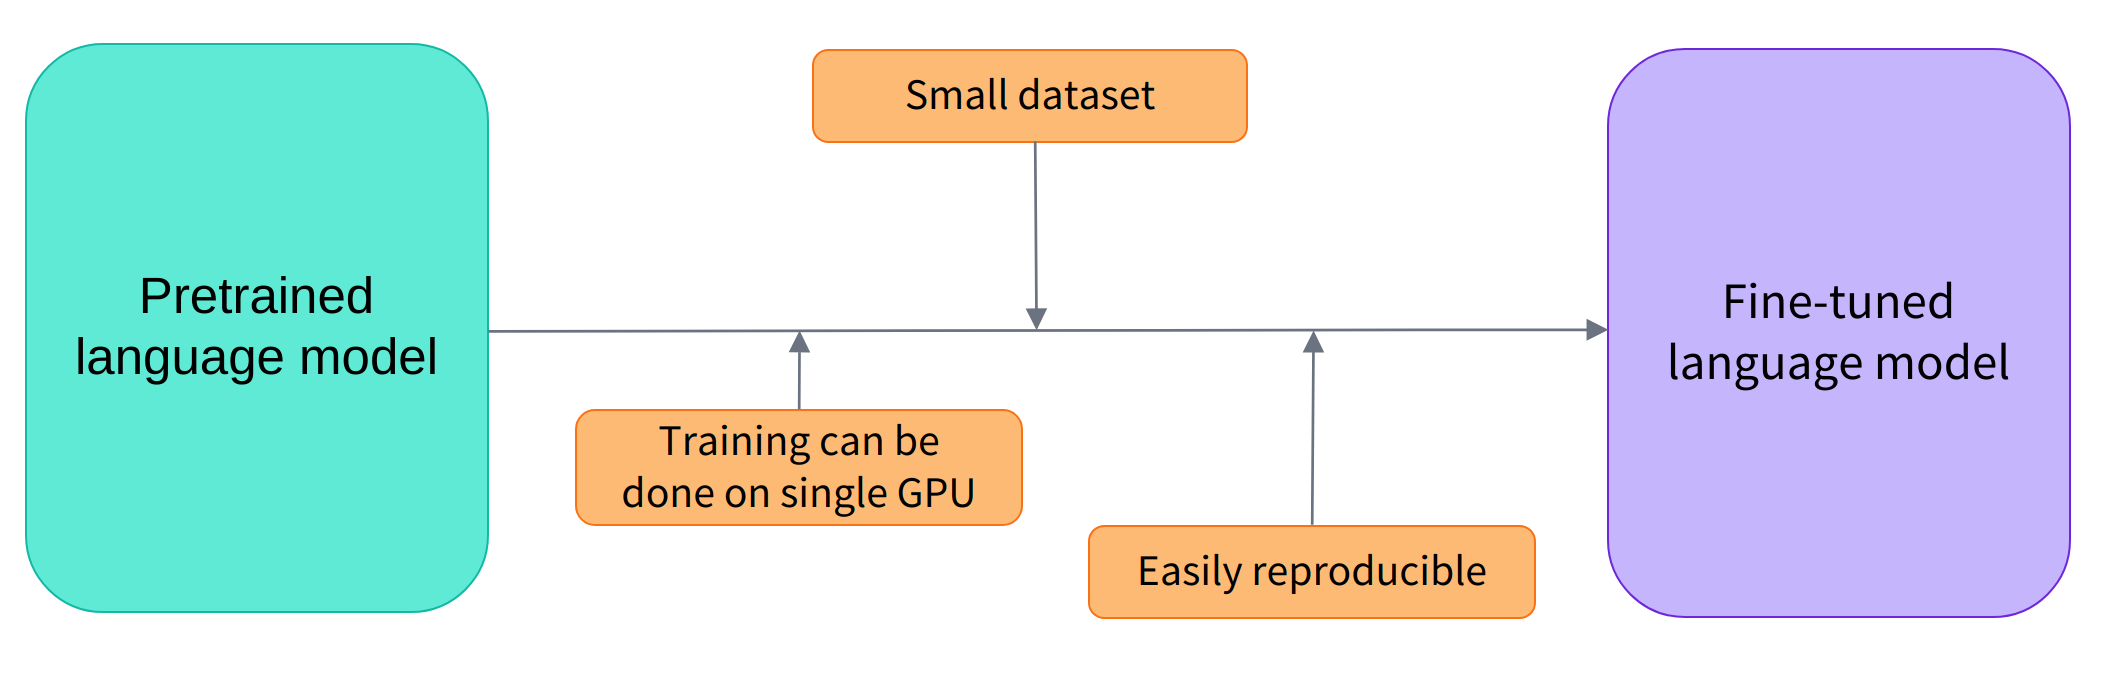 Small dataset
Pretrained
language model
Fine-tuned
language model
Training can be
done on single GPU
Easily reproducible